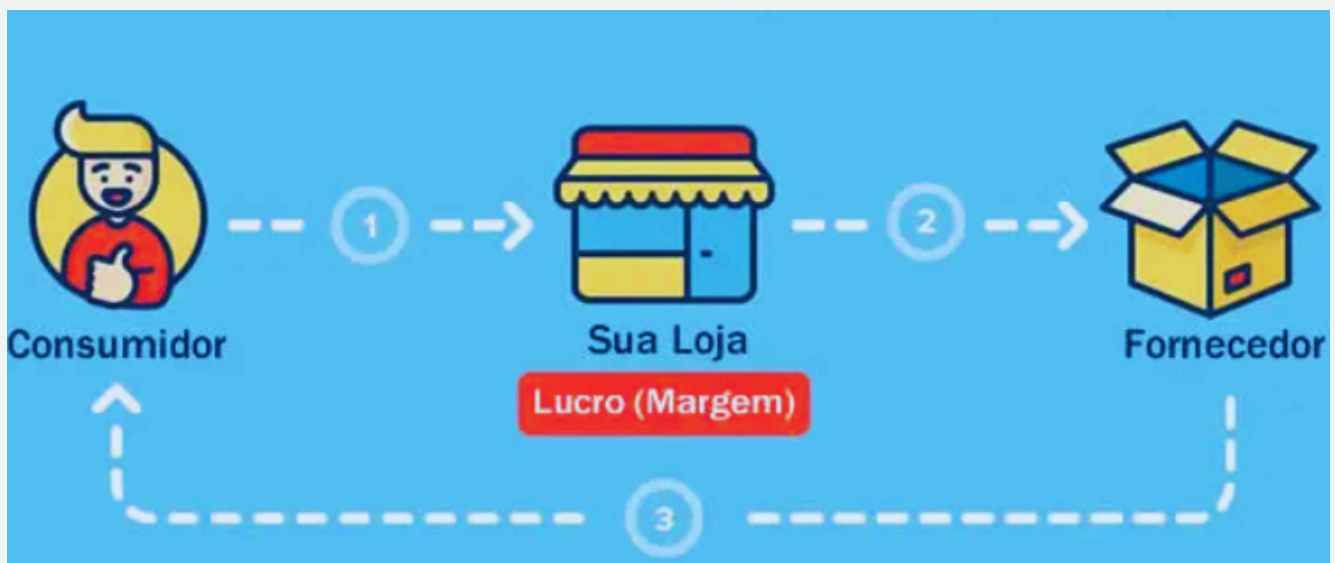 1
2
Consumidor
Sua Loja
Fornecedor
Lucro (Margem)
3